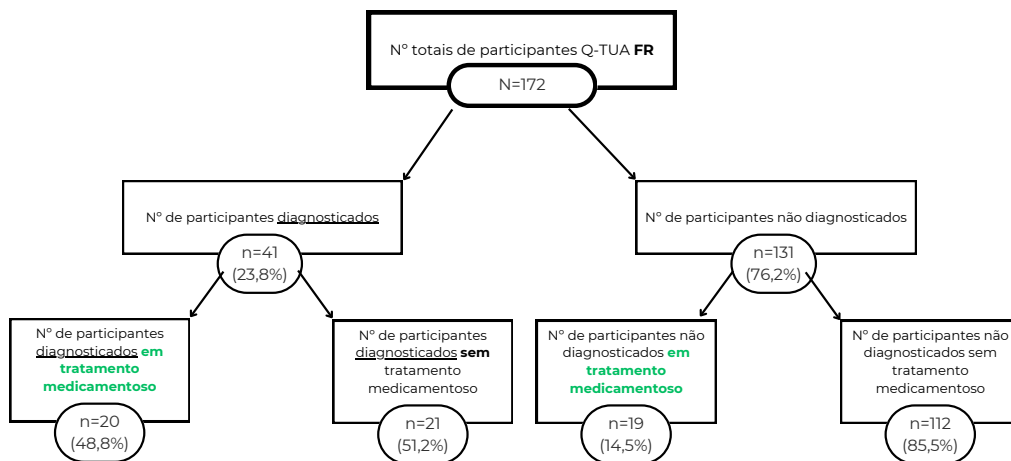 Nº totais de participantes Q-TUA FR
N=172
Nº de participantes diagnosticados
n=41
(23,8%)
Nº de participantes não diagnosticados
n=131
(76,2%)
Nº de participantes
diagnosticados em
tratamento
medicamentoso
n=20
(48,8%)
Nº de participantes
diagnosticados sem
tratamento
medicamentoso
n=21
(51,2%)
Nº de participantes não
diagnosticados em
tratamento
medicamentoso
n=19
(14,5%)
Nº de participantes não
diagnosticados sem
tratamento
medicamentoso
n=112
(85,5%)